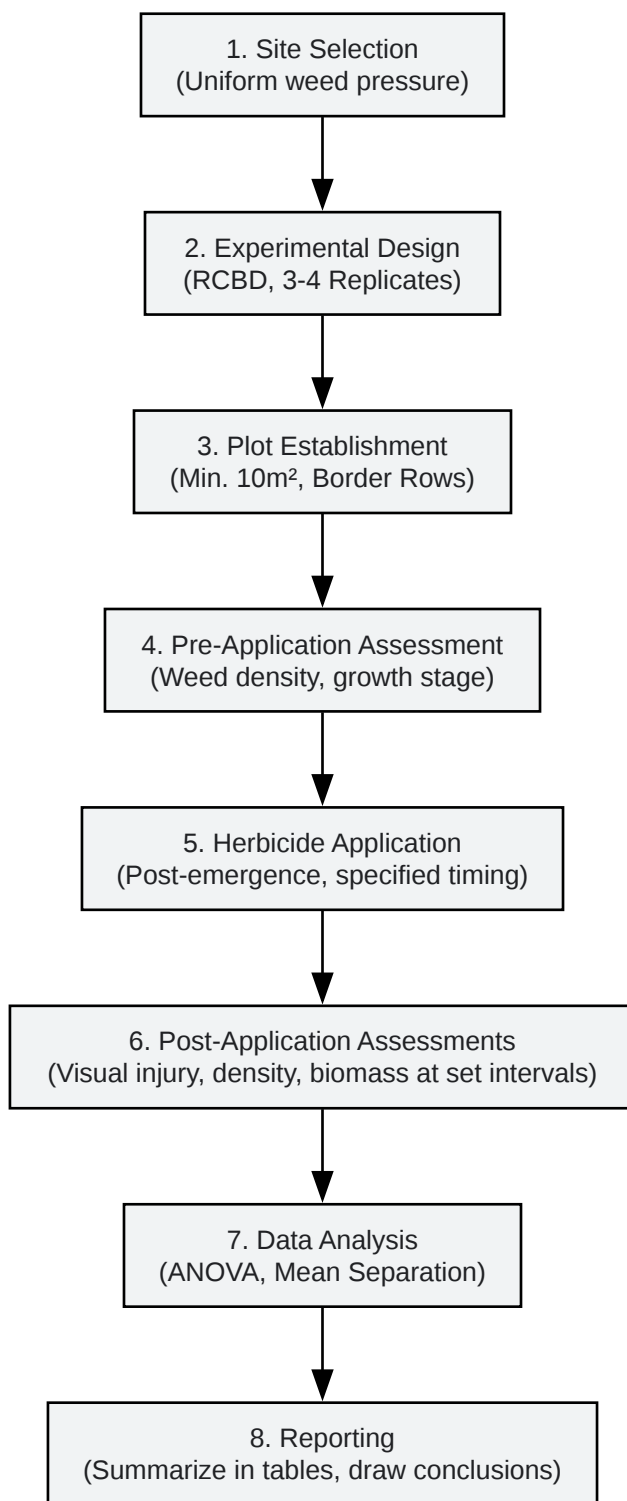 1. Site Selection
(Uniform weed pressure)
2. Experimental Design
(RCBD, 3-4 Replicates)
3. Plot Establishment
(Min. 10m², Border Rows)
4. Pre-Application Assessment
(Weed density, growth stage)
5. Herbicide Application
(Post-emergence, specified timing)
6. Post-Application Assessments
(Visual injury, density, biomass at set intervals)
7. Data Analysis
(ANOVA, Mean Separation)
8. Reporting
(Summarize in tables, draw conclusions)